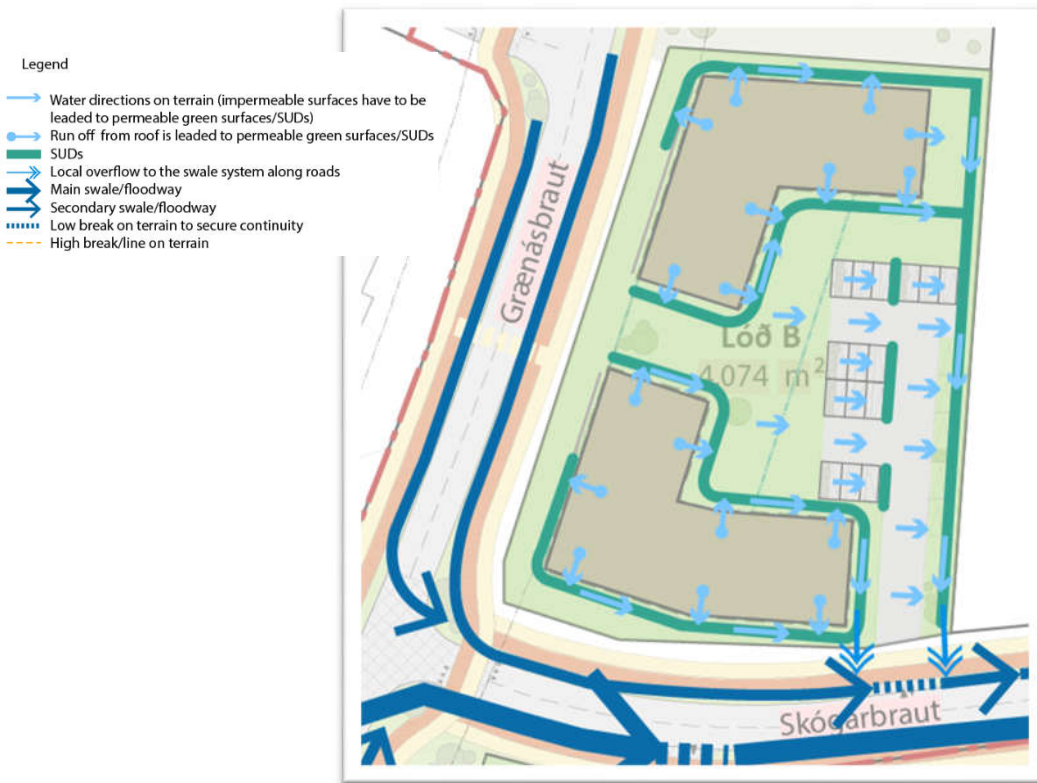 Legend
Water directions on terrain (impermeable surfaces have to be
leaded to permeable green surfaces/SUDs)
Run off from roof is leaded to permeable green surfaces/SUDs
SUDs
Local overflow to the swale system along roads
Main swale/floodway
Secondary swale/floodway
Low break on terrain to secure continuity
High break/line on terrain
Grænásbraut
Lóð B
4.074 m²
Skógarbraut